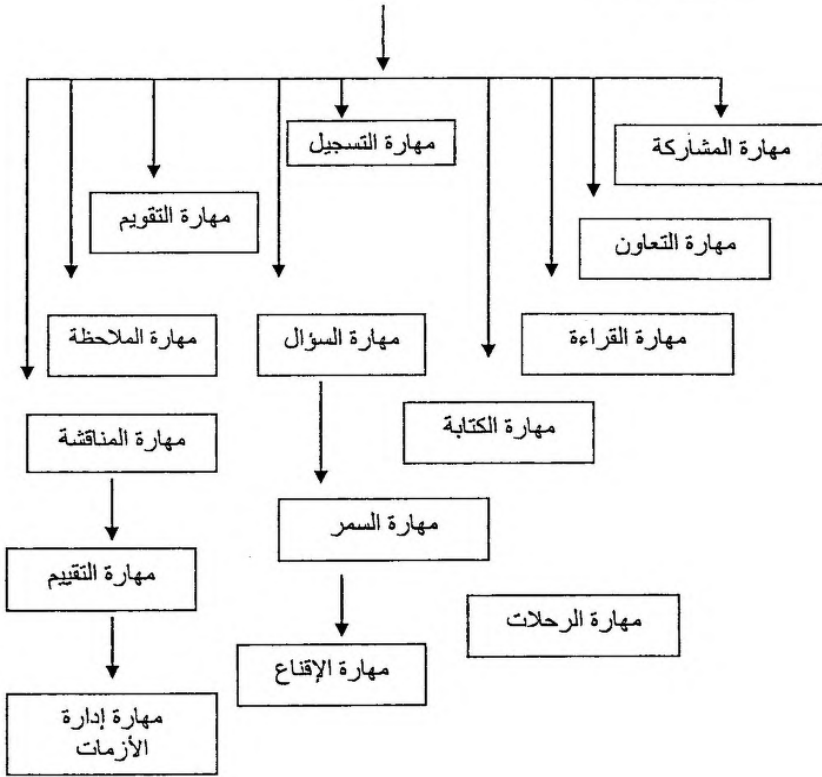 مهارة التسجيل
مهارة المشاركة
مهارة التقويم
مهارة التعاون
مهارة الملاحظة
مهارة السؤال
مهارة القراءة
مهارة الكتابة
مهارة المناقشة
مهارة السمر
مهارة التقييم
مهارة الرحلات
مهارة الإقناع
مهارة إدارة
الأزمات